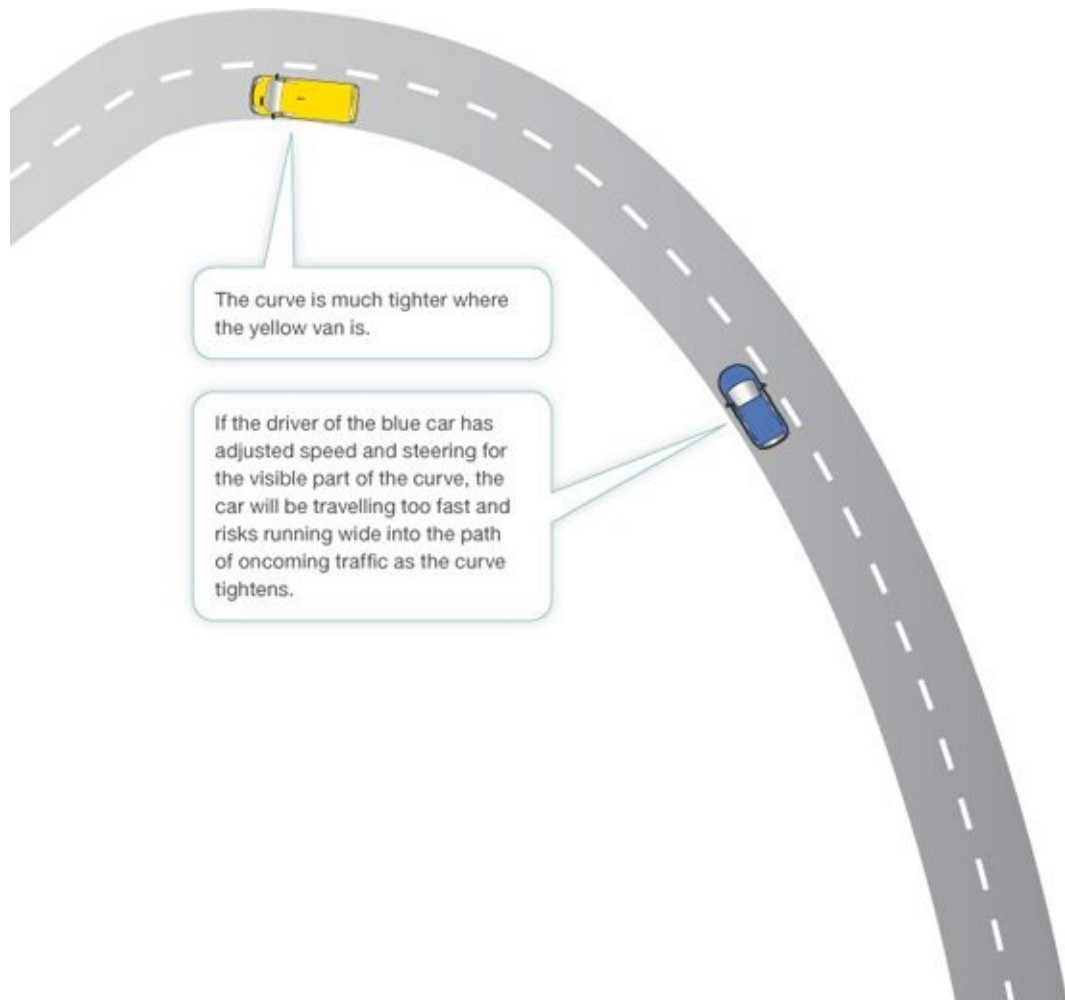 The curve is much tighter where
the yellow van is.
If the driver of the blue car has
adjusted speed and steering for
the visible part of the curve, the
car will be travelling too fast and
risks running wide into the path
of oncoming traffic as the curve
tightens.